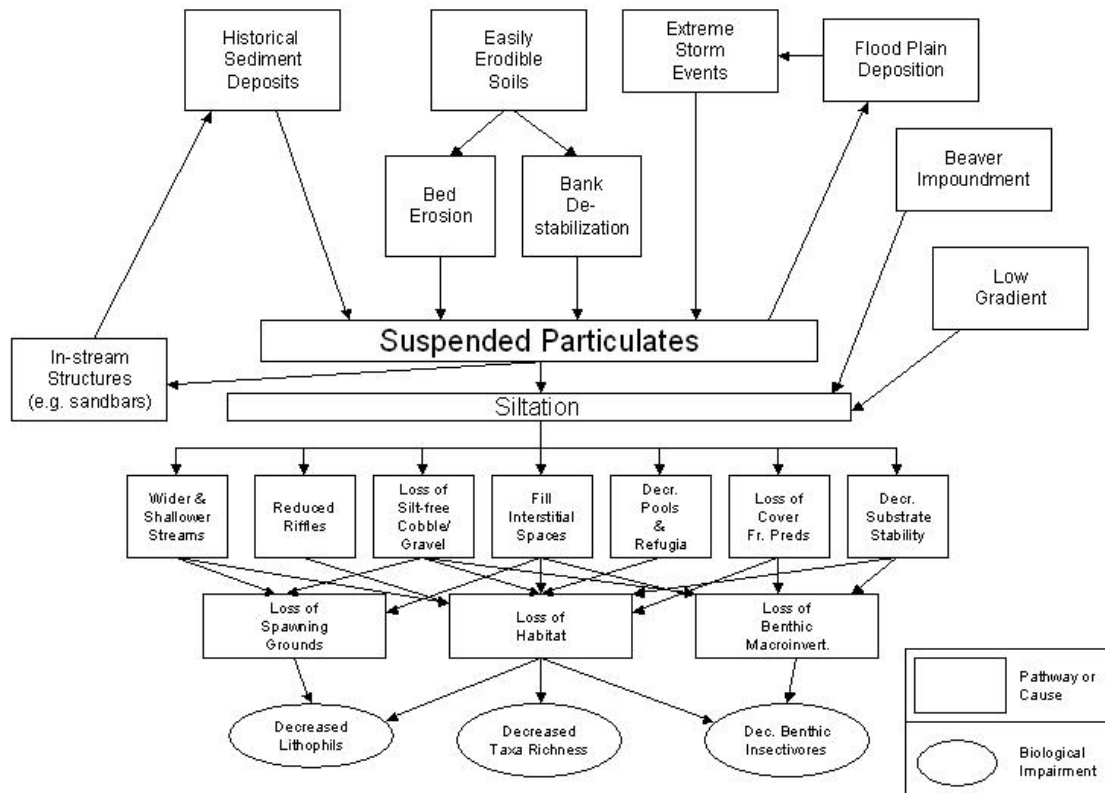 Historical
Sediment
Deposits
Easily
Erodible
Soils
Extreme
Storm
Events
Flood Plain
Deposition
Beaver
Impoundment
Bed
Erosion
Bank
De-
stabilization
Low
Gradient
Suspended Particulates
In-stream
Structures
(e.g. sandbars)
Siltation
Wider &
Shallower
Streams
Reduced
Riffles
Loss of
Silt-free
Cobble/
Gravel
Fill
Interstitial
Spaces
Decr.
Pools
&
Refugia
Loss of
Cover
Fr. Preds
Decr.
Substrate
Stability
Loss of
Spawning
Grounds
Loss of
Habitat
Loss of
Benthic
Macroinvert.
Decreased
Lithophils
Decreased
Taxa Richness
Dec. Benthic
Insectivores
Pathway or
Cause
Biological
Impairment